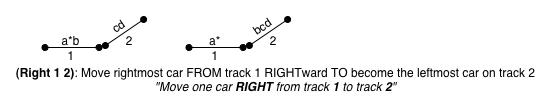 a*b cd a* bcd
1 2 1 2
(Right 1 2): Move rightmost car FROM track 1 RIGHTward TO become the leftmost car on track 2
"Move one car RIGHT from track 1 to track 2"